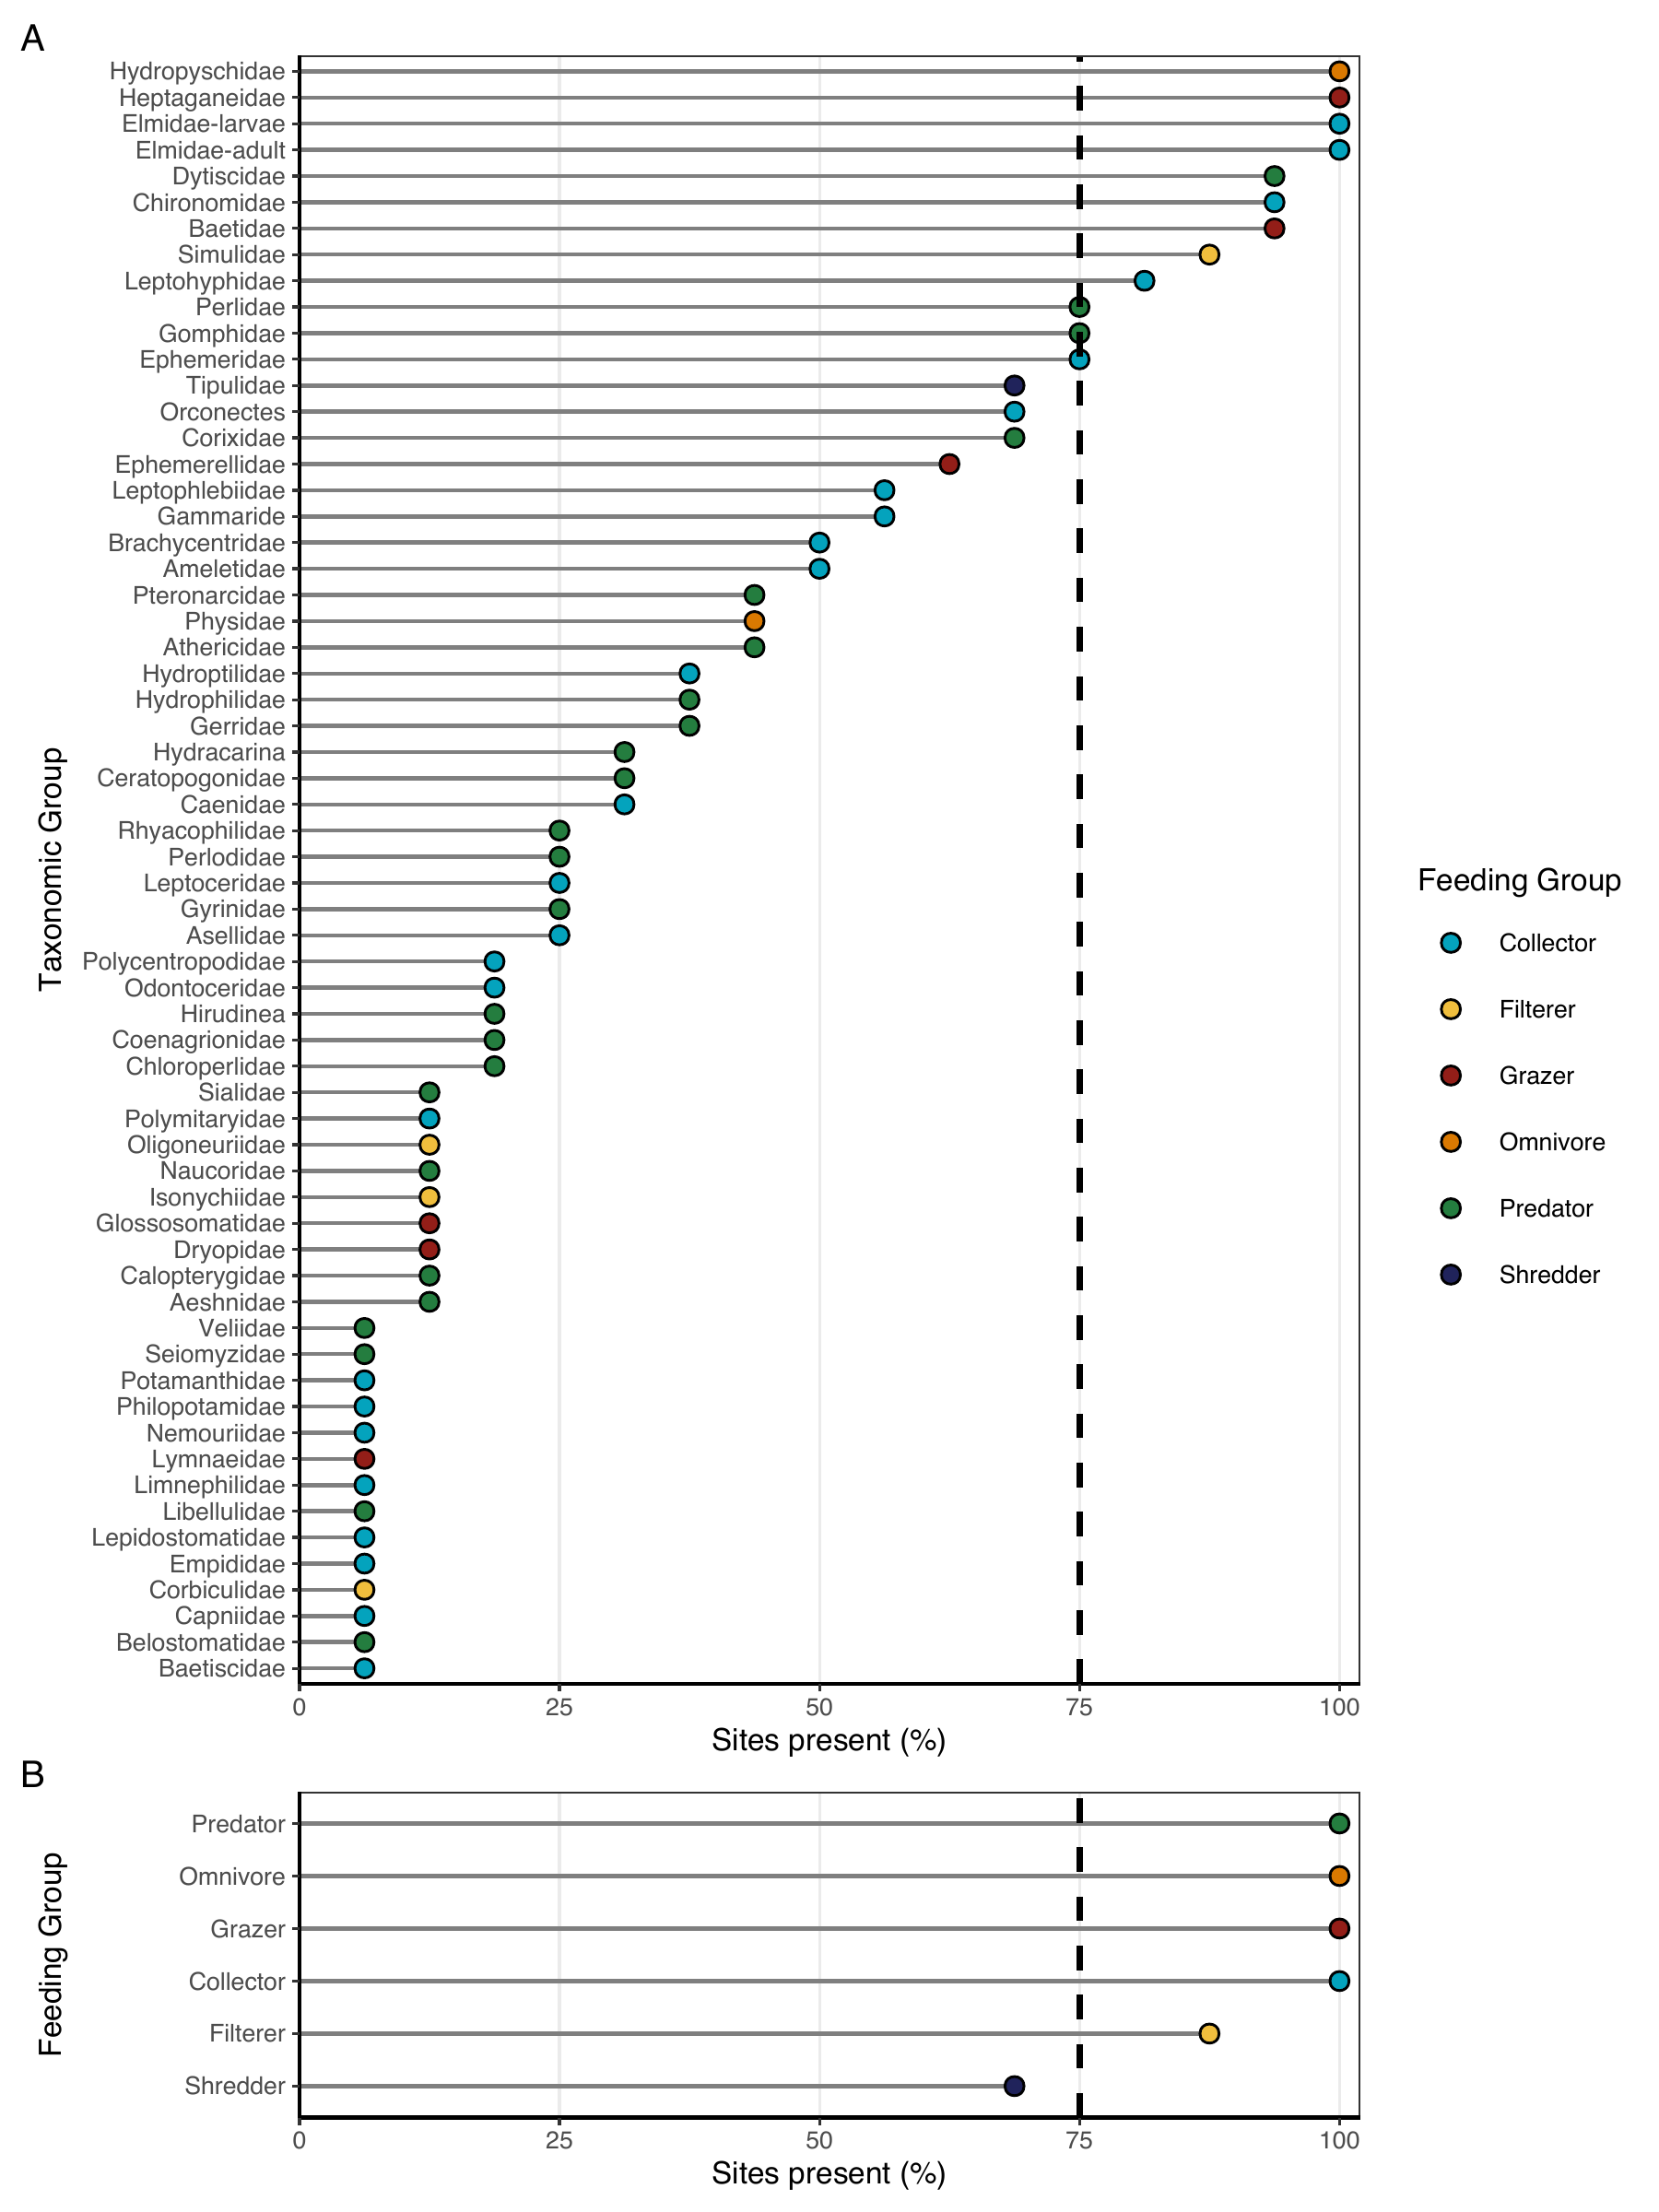 A
Hydropyschidae
Heptaganeidae
Elmidae-larvae
Elmidae-adult
Dytiscidae
Chironomidae
Baetidae
Simulidae
Leptohyphidae
Perlidae
Gomphidae
Ephemeridae
Tipulidae
Orconectes
Corixidae
Ephemerellidae
Leptophlebiidae
Gammaride
Brachycentridae
Ameletidae
Pteronarcidae
Physidae
Athericidae
Hydroptilidae
Hydrophilidae
Gerridae
Hydracarina
Ceratopogonidae
Caenidae
Rhyacophilidae
Perlodidae
Leptoceridae
Gyrinidae
Asellidae
Polycentropodidae
Odontoceridae
Hirudinea
Coenagrionidae
Chloroperlidae
Sialidae
Polymitaryidae
Oligoneuriidae
Naucoridae
Isonychiidae
Glossosomatidae
Dryopidae
Calopterygidae
Aeshnidae
Veliidae
Seiomyzidae
Potamanthidae
Philopotamidae
Nemouriidae
Lymnaeidae
Limnephilidae
Libellulidae
Lepidostomatidae
Empididae
Corbiculidae
Capniidae
Belostomatidae
Baetiscidae
Taxonomic Group
0 25 50 75 100
Sites present (%)
Feeding Group
Collector
Filterer
Grazer
Omnivore
Predator
Shredder
B
Predator
Omnivore
Grazer
Collector
Filterer
Shredder
Feeding Group
0 25 50 75 100
Sites present (%)